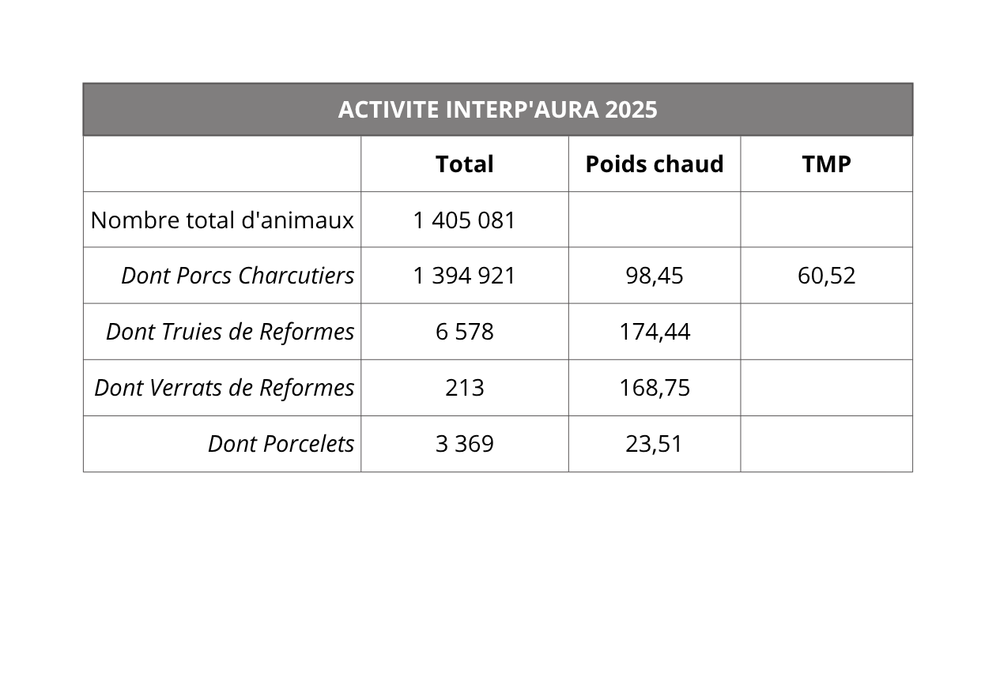 ACTIVITE INTERP'AURA 2025
Total Poids chaud TMP
Nombre total d'animaux 1 405 081
Dont Porcs Charcutiers 1 394 921 98,45 60,52
Dont Truies de Reformes 6 578 174,44
Dont Verrats de Reformes 213 168,75
Dont Porcelets 3 369 23,51